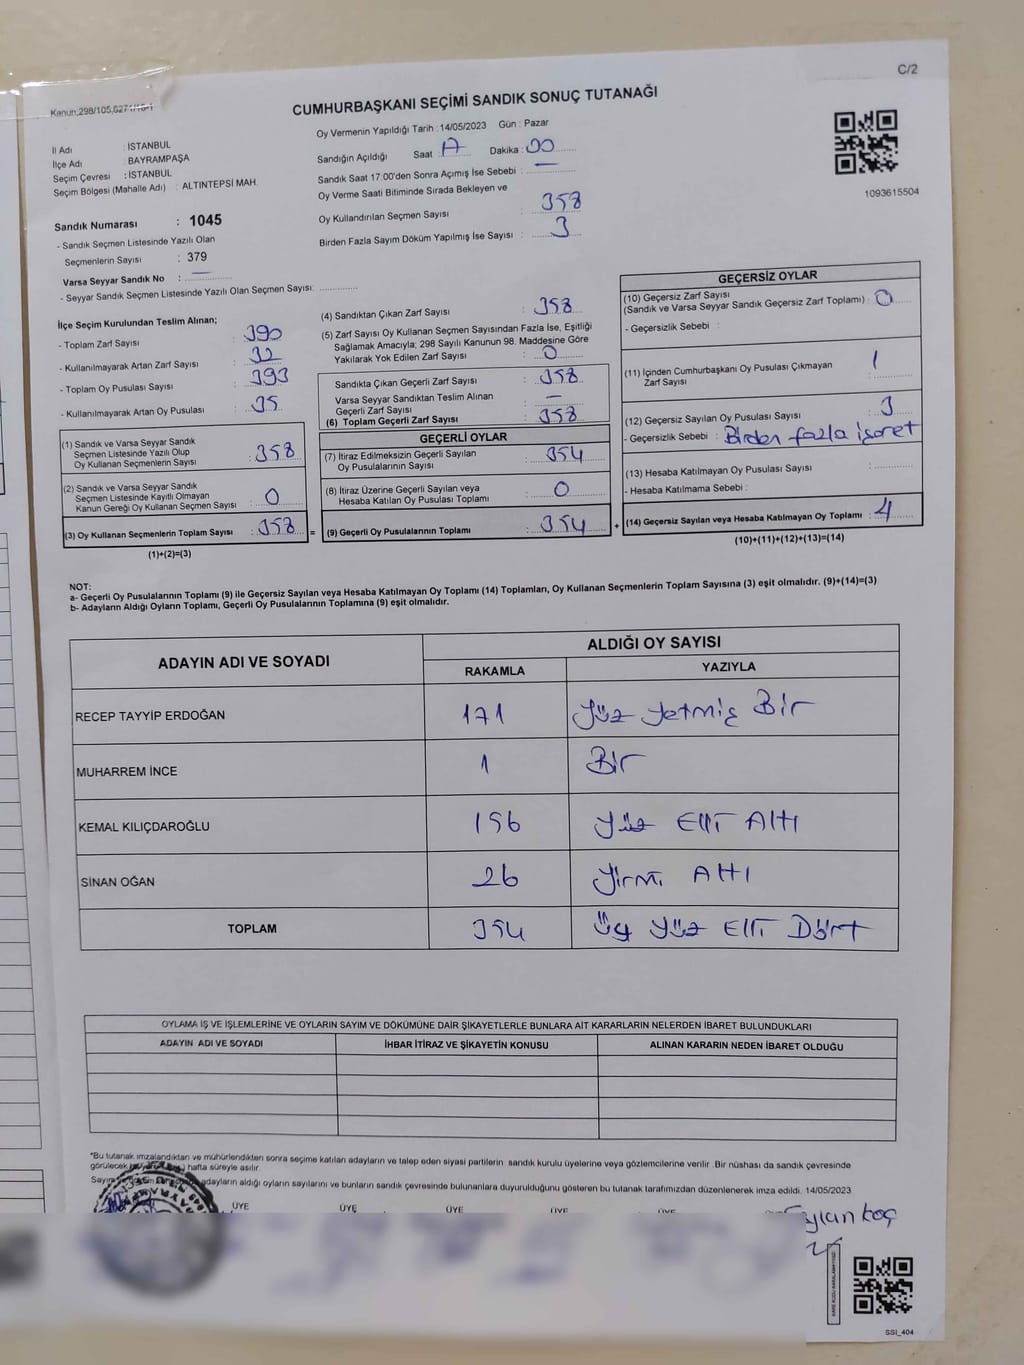 C/2
Kanun;298/105,6271/15-1
CUMHURBAŞKANI SEÇİMİ SANDIK SONUÇ TUTANAĞI
Oy Vermenin Yapıldığı Tarih : 14/05/2023 Gün : Pazar
İl Adı : İSTANBUL
İlçe Adı : BAYRAMPAŞA
Seçim Çevresi : İSTANBUL
Seçim Bölgesi (Mahalle Adı) : ALTINTEPSİ MAH.
Sandığın Açıldığı Saat : Dakika : 00
Sandık Saat 17.00'den Sonra Açılmış İse Sebebi : —
Oy Verme Saati Bitiminde Sırada Bekleyen ve
Oy Kullandırılan Seçmen Sayısı : 358
Birden Fazla Sayım Döküm Yapılmış İse Sayısı : 3
1093615504
Sandık Numarası : 1045
- Sandık Seçmen Listesinde Yazılı Olan
Seçmenlerin Sayısı : 379
Varsa Seyyar Sandık No : —
- Seyyar Sandık Seçmen Listesinde Yazılı Olan Seçmen Sayısı:
İlçe Seçim Kurulundan Teslim Alınan;
- Toplam Zarf Sayısı : 390
- Kullanılmayarak Artan Zarf Sayısı : 32
- Toplam Oy Pusulası Sayısı : 393
- Kullanılmayarak Artan Oy Pusulası : 35
(1) Sandık ve Varsa Seyyar Sandık
Seçmen Listesinde Yazılı Olup
Oy Kullanan Seçmenlerin Sayısı : 358
(2) Sandık ve Varsa Seyyar Sandık
Seçmen Listesinde Kayıtlı Olmayan
Kanun Gereği Oy Kullanan Seçmen Sayısı : 0
(3) Oy Kullanan Seçmenlerin Toplam Sayısı : 358 =
(1)+(2)=(3)
(4) Sandıktan Çıkan Zarf Sayısı : 358
(5) Zarf Sayısı Oy Kullanan Seçmen Sayısından Fazla İse, Eşitliği
Sağlamak Amacıyla; 298 Sayılı Kanunun 98. Maddesine Göre
Yakılarak Yok Edilen Zarf Sayısı : 0
Sandıkta Çıkan Geçerli Zarf Sayısı : 358
Varsa Seyyar Sandıktan Teslim Alınan
Geçerli Zarf Sayısı : —
(6) Toplam Geçerli Zarf Sayısı : 358
GEÇERLİ OYLAR
(7) İtiraz Edilmeksizin Geçerli Sayılan
Oy Pusulalarının Sayısı : 354
(8) İtiraz Üzerine Geçerli Sayılan veya
Hesaba Katılan Oy Pusulası Toplamı : 0
(9) Geçerli Oy Pusulalarının Toplamı : 354 +
GEÇERSİZ OYLAR
(10) Geçersiz Zarf Sayısı
(Sandık ve Varsa Seyyar Sandık Geçersiz Zarf Toplamı) : 0
- Geçersizlik Sebebi :
(11) İçinden Cumhurbaşkanı Oy Pusulası Çıkmayan
Zarf Sayısı : 1
(12) Geçersiz Sayılan Oy Pusulası Sayısı : 3
- Geçersizlik Sebebi : Birden fazla işaret
(13) Hesaba Katılmayan Oy Pusulası Sayısı :
- Hesaba Katılmama Sebebi :
(14) Geçersiz Sayılan veya Hesaba Katılmayan Oy Toplamı : 4
(10)+(11)+(12)+(13)=(14)
NOT:
a- Geçerli Oy Pusulalarının Toplamı (9) ile Geçersiz Sayılan veya Hesaba Katılmayan Oy Toplamı (14) Toplamları, Oy Kullanan Seçmenlerin Toplam Sayısına (3) eşit olmalıdır. (9)+(14)=(3)
b- Adayların Aldığı Oyların Toplamı, Geçerli Oy Pusulalarının Toplamına (9) eşit olmalıdır.
ADAYIN ADI VE SOYADI ALDIĞI OY SAYISI
RAKAMLA YAZIYLA
RECEP TAYYİP ERDOĞAN 171 Yüz Yetmiş Bir
MUHARREM İNCE 1 Bir
KEMAL KILIÇDAROĞLU 156 Yüz Elli Altı
SİNAN OĞAN 26 Yirmi Altı
TOPLAM 354 Üç Yüz Elli Dört
OYLAMA İŞ VE İŞLEMLERİNE VE OYLARIN SAYIM VE DÖKÜMÜNE DAİR ŞİKAYETLERLE BUNLARA AİT KARARLARIN NELERDEN İBARET BULUNDUKLARI
ADAYIN ADI VE SOYADI İHBAR İTİRAZ VE ŞİKAYETİN KONUSU ALINAN KARARIN NEDEN İBARET OLDUĞU
"Bu tutanak imzalandıktan ve mühürlendikten sonra seçime katılan adayların ve talep eden siyasi partilerin sandık kurulu üyelerine veya gözlemcilerine verilir .Bir nüshası da sandık çevresinde
görülecek hafta süreyle asılır.
adayların aldığı oyların sayılarını ve bunların sandık çevresinde bulunanlara duyurulduğunu gösteren bu tutanak tarafımızdan düzenlenerek imza edildi. 14/05/2023
ÜYE ÜYE ÜYE ÜYE ÜYE
Koç
SSI_404